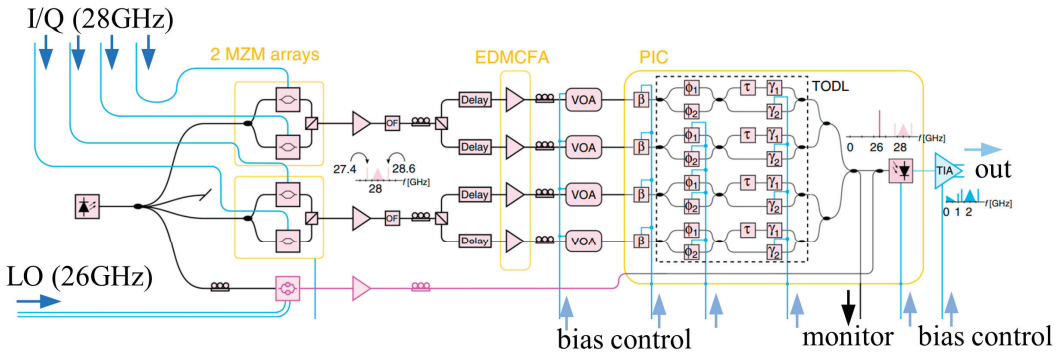 I/Q (28GHz)
2 MZM arrays
EDMCFA
PIC
TODL
Delay
VOA
β
ϕ1
ϕ2
τ
γ1
γ2
OF
Delay
VOA
β
ϕ1
ϕ2
τ
γ1
γ2
0 26 28 f [GHz]
27.4 28.6
28 f [GHz]
TIA
out
0 1 2 f [GHz]
OF
Delay
VOA
β
ϕ1
ϕ2
τ
γ1
γ2
Delay
VOA
β
ϕ1
ϕ2
τ
γ1
γ2
LO (26GHz)
bias control
monitor
bias control